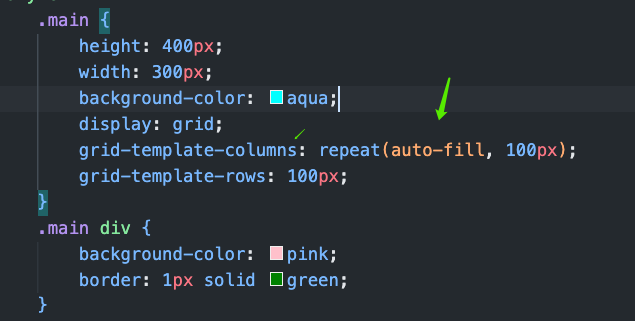 .main {
height: 400px;
width: 300px;
background-color: aqua;
display: grid;
grid-template-columns: repeat(auto-fill, 100px);
grid-template-rows: 100px;
}
.main div {
background-color: pink;
border: 1px solid green;
}